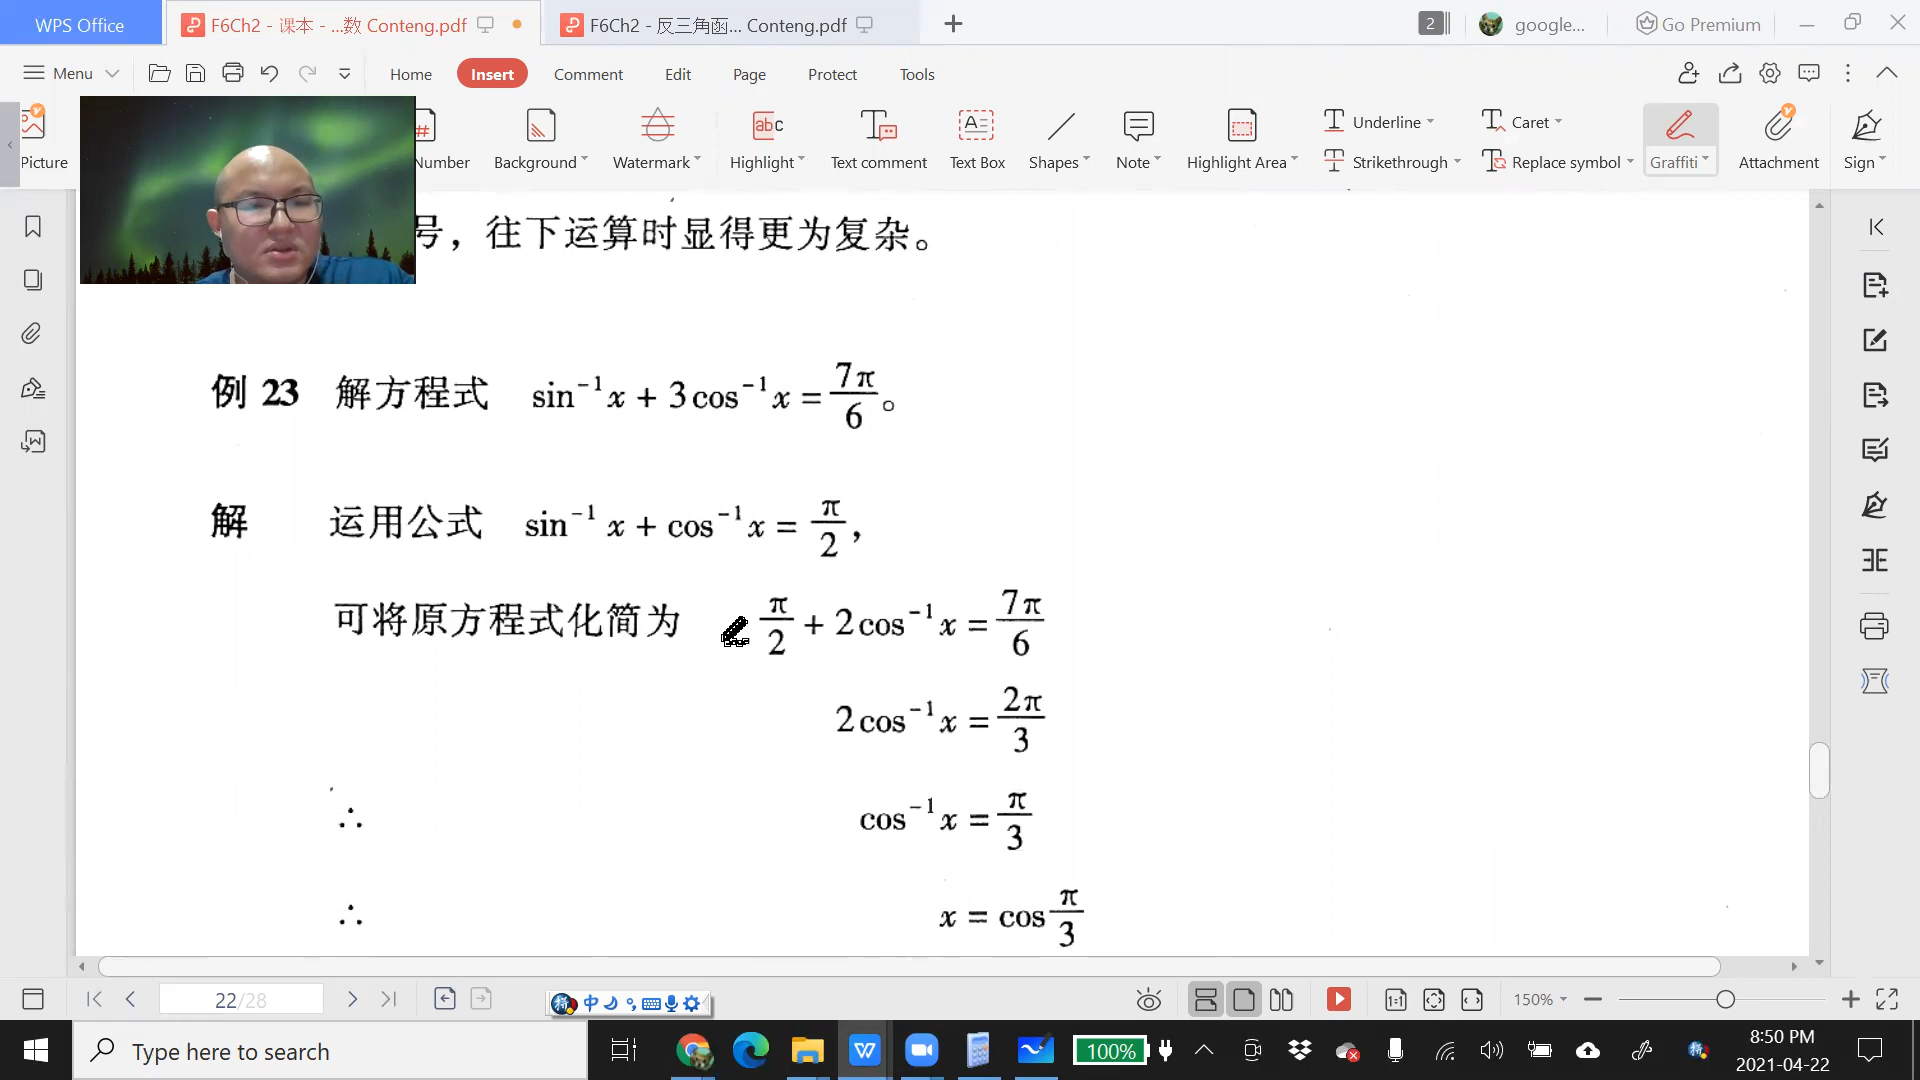 WPS Office
F6Ch2 - 课本 - ...数 Conteng.pdf
F6Ch2 - 反三角函... Conteng.pdf
2
google...
Go Premium
Menu
Home
Insert
Comment
Edit
Page
Protect
Tools
Picture
Number
Background
Watermark
Highlight
Text comment
Text Box
Shapes
Note
Highlight Area
Underline
Strikethrough
Caret
Replace symbol
Graffiti
Attachment
Sign
号，往下运算时显得更为复杂。
例 23 解方程式 sin⁻¹x + 3cos⁻¹x = 7π/6。
解 运用公式 sin⁻¹x + cos⁻¹x = π/2,
可将原方程式化简为 π/2 + 2cos⁻¹x = 7π/6
2cos⁻¹x = 2π/3
∴ cos⁻¹x = π/3
∴ x = cos π/3
22/28
中
150%
Type here to search
100%
8:50 PM
2021-04-22